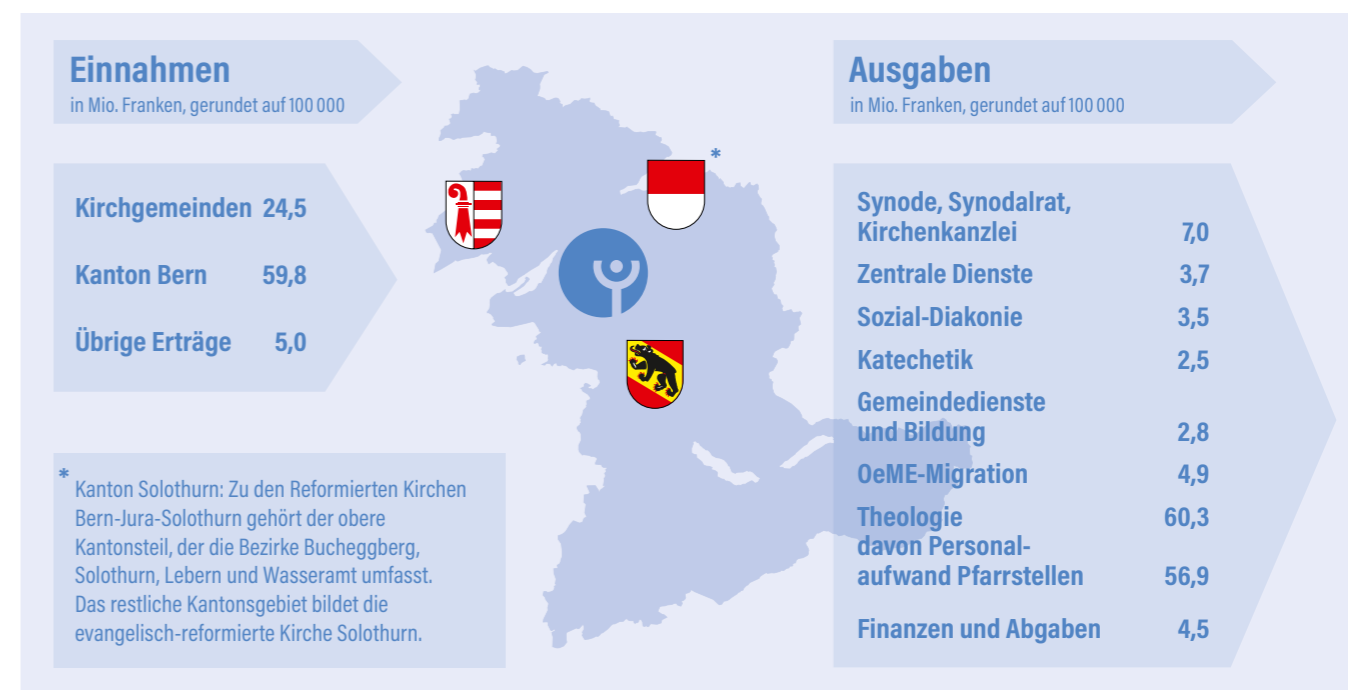 Einnahmen
in Mio. Franken, gerundet auf 100 000
Kirchgemeinden 24,5
Kanton Bern 59,8
Übrige Erträge 5,0
*
Kanton Solothurn: Zu den Reformierten Kirchen
Bern-Jura-Solothurn gehört der obere
Kantonsteil, der die Bezirke Bucheggberg,
Solothurn, Lebern und Wasseramt umfasst.
Das restliche Kantonsgebiet bildet die
evangelisch-reformierte Kirche Solothurn.
*
Ausgaben
in Mio. Franken, gerundet auf 100 000
Synode, Synodalrat,
Kirchenkanzlei 7,0
Zentrale Dienste 3,7
Sozial-Diakonie 3,5
Katechetik 2,5
Gemeindedienste
und Bildung 2,8
OeME-Migration 4,9
Theologie 60,3
davon Personal-
aufwand Pfarrstellen 56,9
Finanzen und Abgaben 4,5